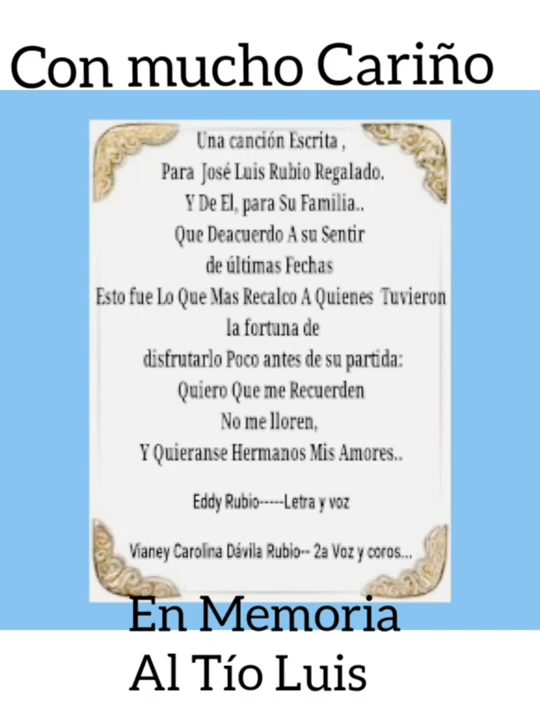 Con mucho Cariño
Una canción Escrita ,
Para José Luis Rubio Regalado.
Y De El, para Su Familia..
Que Deacuerdo A su Sentir
de últimas Fechas
Esto fue Lo Que Mas Recalco A Quienes Tuvieron
la fortuna de
disfrutarlo Poco antes de su partida:
Quiero Que me Recuerden
No me lloren,
Y Quieranse Hermanos Mis Amores..
Eddy Rubio-----Letra y voz
Vianey Carolina Dávila Rubio-- 2a Voz y coros...
En Memoria
Al Tío Luis